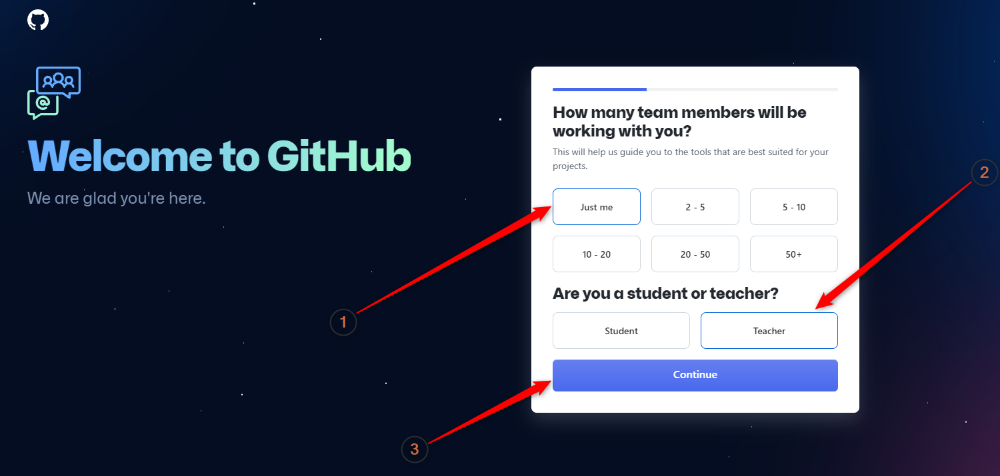 Welcome to GitHub
We are glad you're here.
How many team members will be
working with you?
This will help us guide you to the tools that are best suited for your
projects.
Just me
2 - 5
5 - 10
10 - 20
20 - 50
50+
Are you a student or teacher?
Student
Teacher
Continue
1
2
3